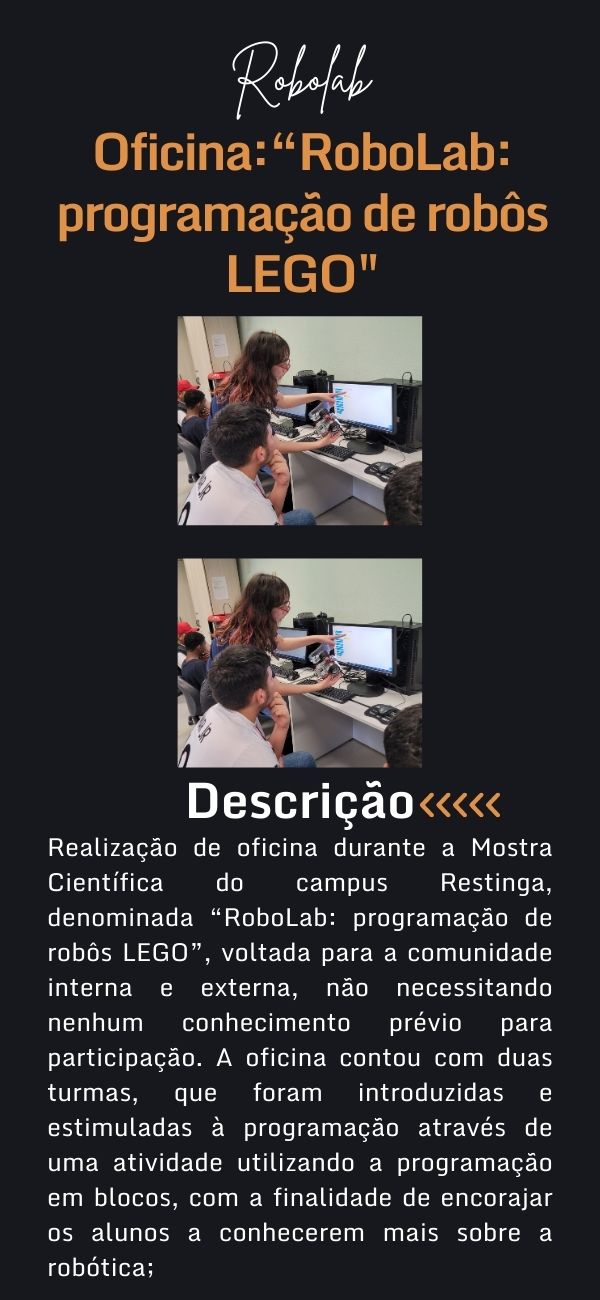 Robolab
Oficina:“RoboLab:
programação de robôs
LEGO"
Descrição<<<<<
Realização de oficina durante a Mostra
Científica do campus Restinga,
denominada “RoboLab: programação de
robôs LEGO”, voltada para a comunidade
interna e externa, não necessitando
nenhum conhecimento prévio para
participação. A oficina contou com duas
turmas, que foram introduzidas e
estimuladas à programação através de
uma atividade utilizando a programação
em blocos, com a finalidade de encorajar
os alunos a conhecerem mais sobre a
robótica;